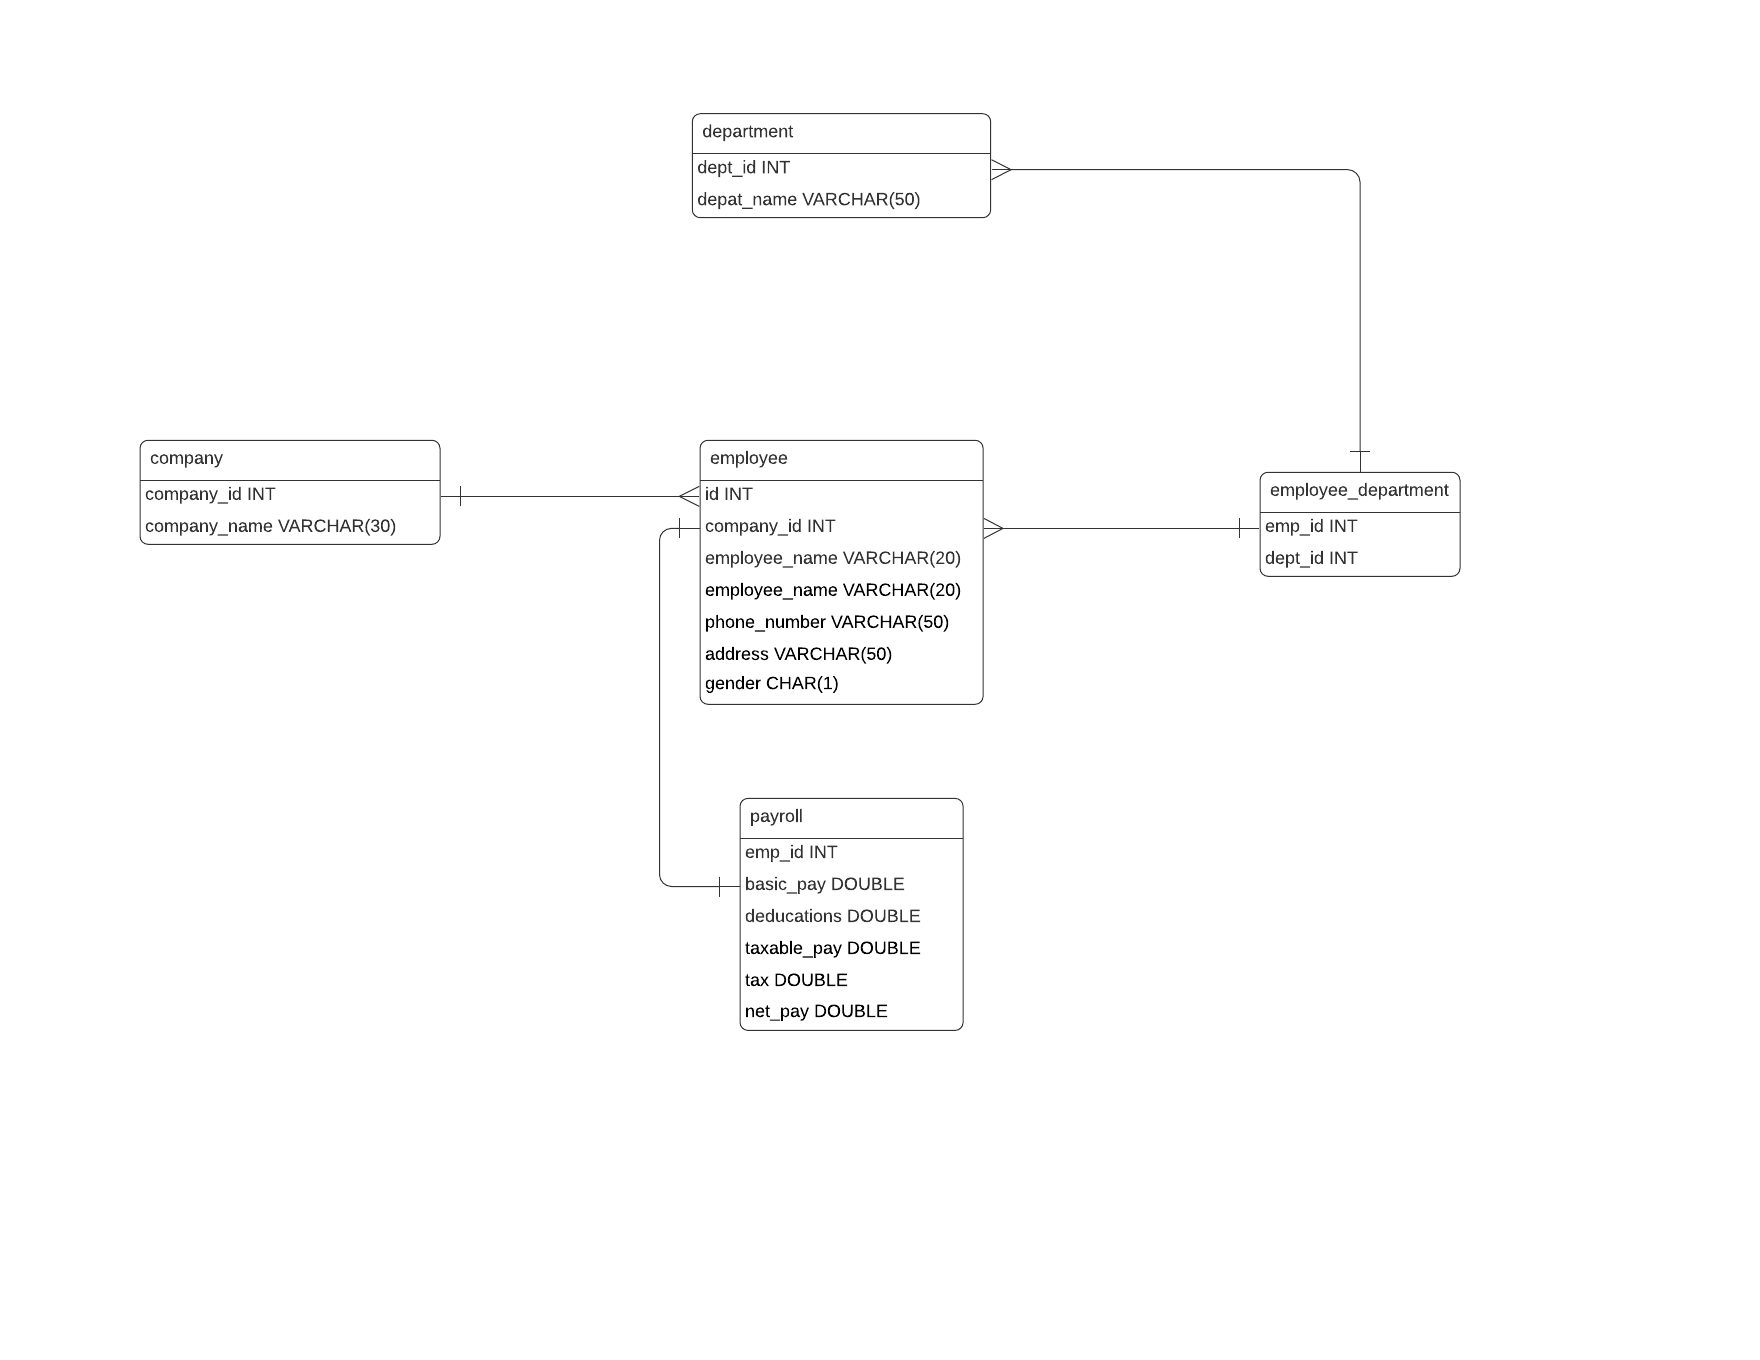 department
dept_id INT
depat_name VARCHAR(50)
company
company_id INT
company_name VARCHAR(30)
employee
id INT
company_id INT
employee_name VARCHAR(20)
employee_name VARCHAR(20)
phone_number VARCHAR(50)
address VARCHAR(50)
gender CHAR(1)
employee_department
emp_id INT
dept_id INT
payroll
emp_id INT
basic_pay DOUBLE
deducations DOUBLE
taxable_pay DOUBLE
tax DOUBLE
net_pay DOUBLE